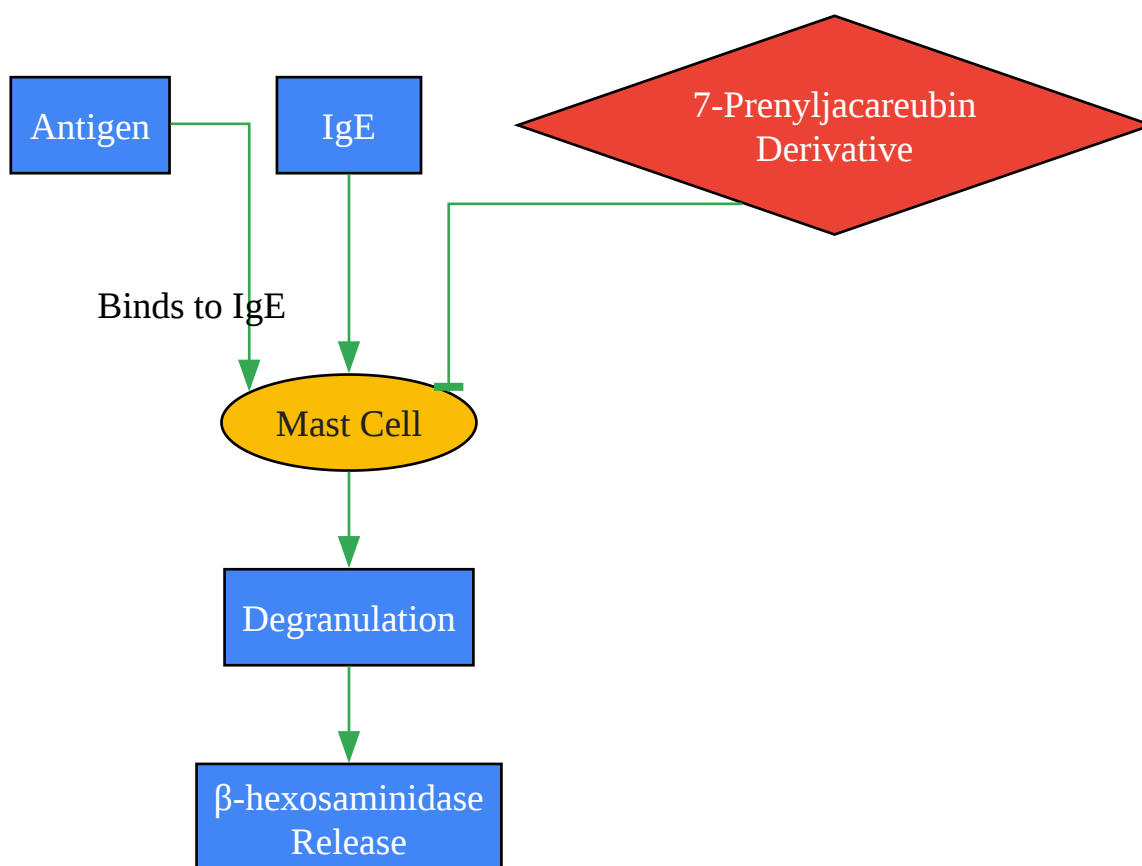 Antigen
IgE
7-Prenyljacareubin
Derivative
Binds to IgE
Mast Cell
Degranulation
β-hexosaminidase
Release